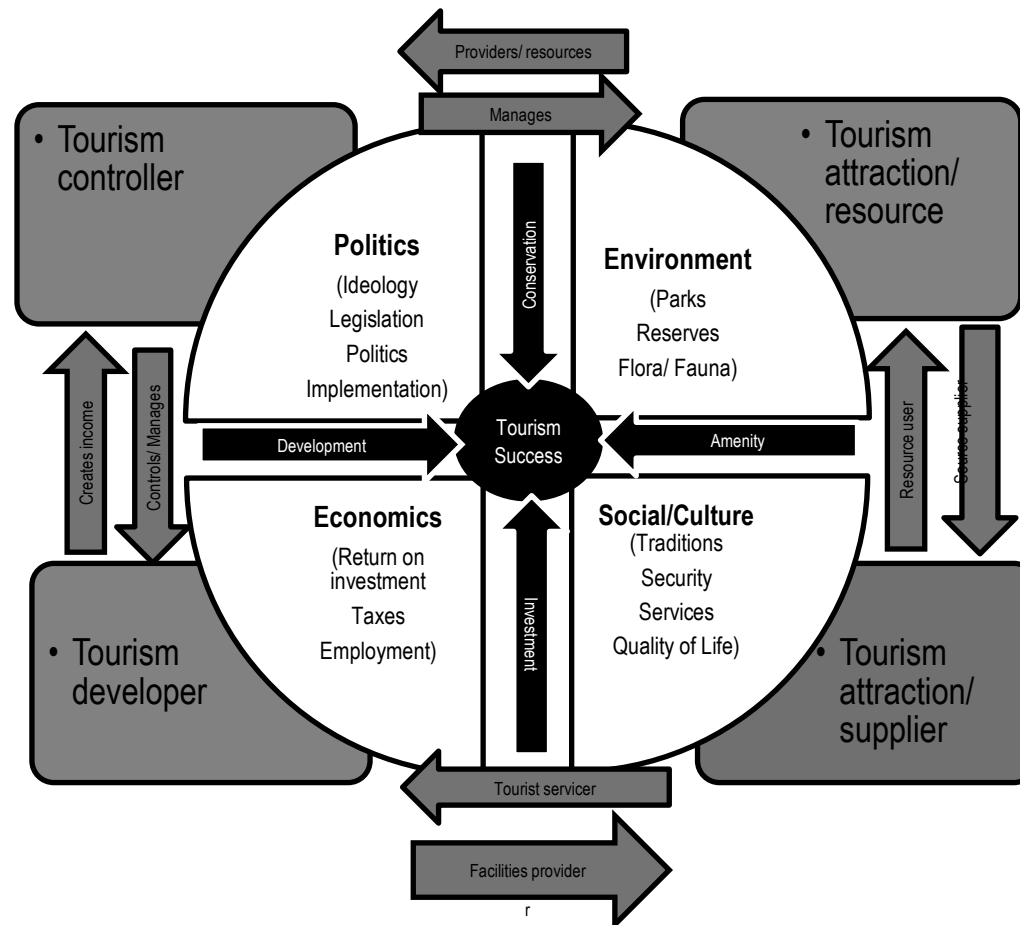 Providers/ resources
Manages
• Tourism
controller
• Tourism
attraction/
resource
Politics
(Ideology
Legislation
Politics
Implementation)
Conservation
Environment
(Parks
Reserves
Flora/ Fauna)
Creates income
Controls/ Manages
Development
Tourism
Success
Amenity
Resource user
Source supplier
Economics
(Return on
investment
Taxes
Employment)
Investment
Social/Culture
(Traditions
Security
Services
Quality of Life)
• Tourism
developer
• Tourism
attraction/
supplier
Tourist servicer
Facilities provider
r